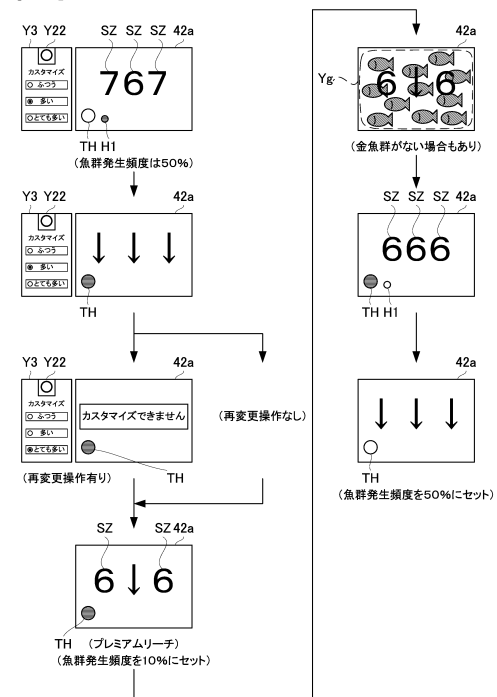 Y3 Y22
SZ SZ SZ 42a
カスタマイズ
ふつう
多い
とても多い
767
TH H1
(魚群発生頻度は50%)
Y3 Y22
42a
カスタマイズ
ふつう
多い
とても多い
↓ ↓ ↓
TH
Y3 Y22
42a
カスタマイズ
ふつう
多い
とても多い
カスタマイズできません
(再変更操作なし)
(再変更操作有り)
TH
SZ SZ 42a
6 ↓ 6
TH (プレミアムリーチ)
(魚群発生頻度を10%にセット)
42a
Yg
6 ↓ 6
(金魚群がない場合もあり)
SZ SZ SZ 42a
666
TH H1
42a
↓ ↓ ↓
TH
(魚群発生頻度を50%にセット)